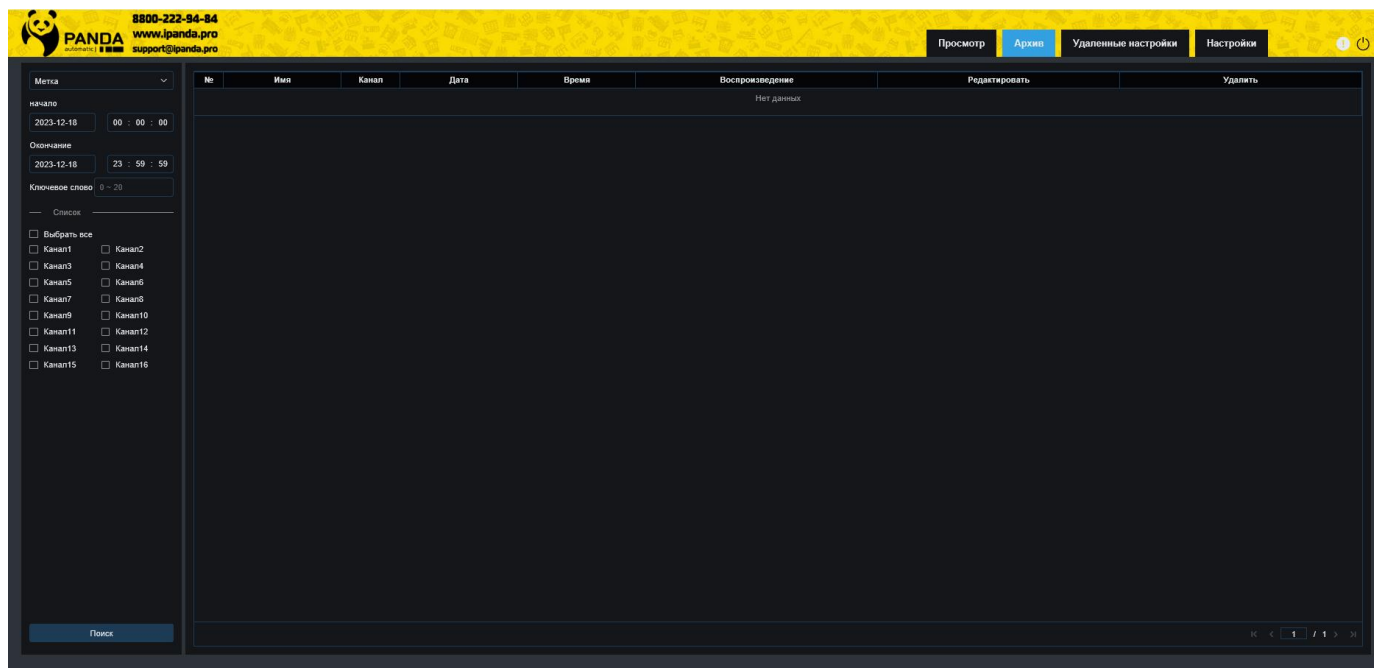 8800-222-94-84
PANDA www.ipanda.pro
automatic) support@ipanda.pro
Просмотр Архив Удаленные настройки Настройки
Метка
№ Имя Канал Дата Время Воспроизведение Редактировать Удалить
Нет данных
начало
2023-12-18 00 : 00 : 00
Окончание
2023-12-18 23 : 59 : 59
Ключевое слово 0 ~ 20
Список
Выбрать все
Канал1 Канал2
Канал3 Канал4
Канал5 Канал6
Канал7 Канал8
Канал9 Канал10
Канал11 Канал12
Канал13 Канал14
Канал15 Канал16
Поиск
1 / 1